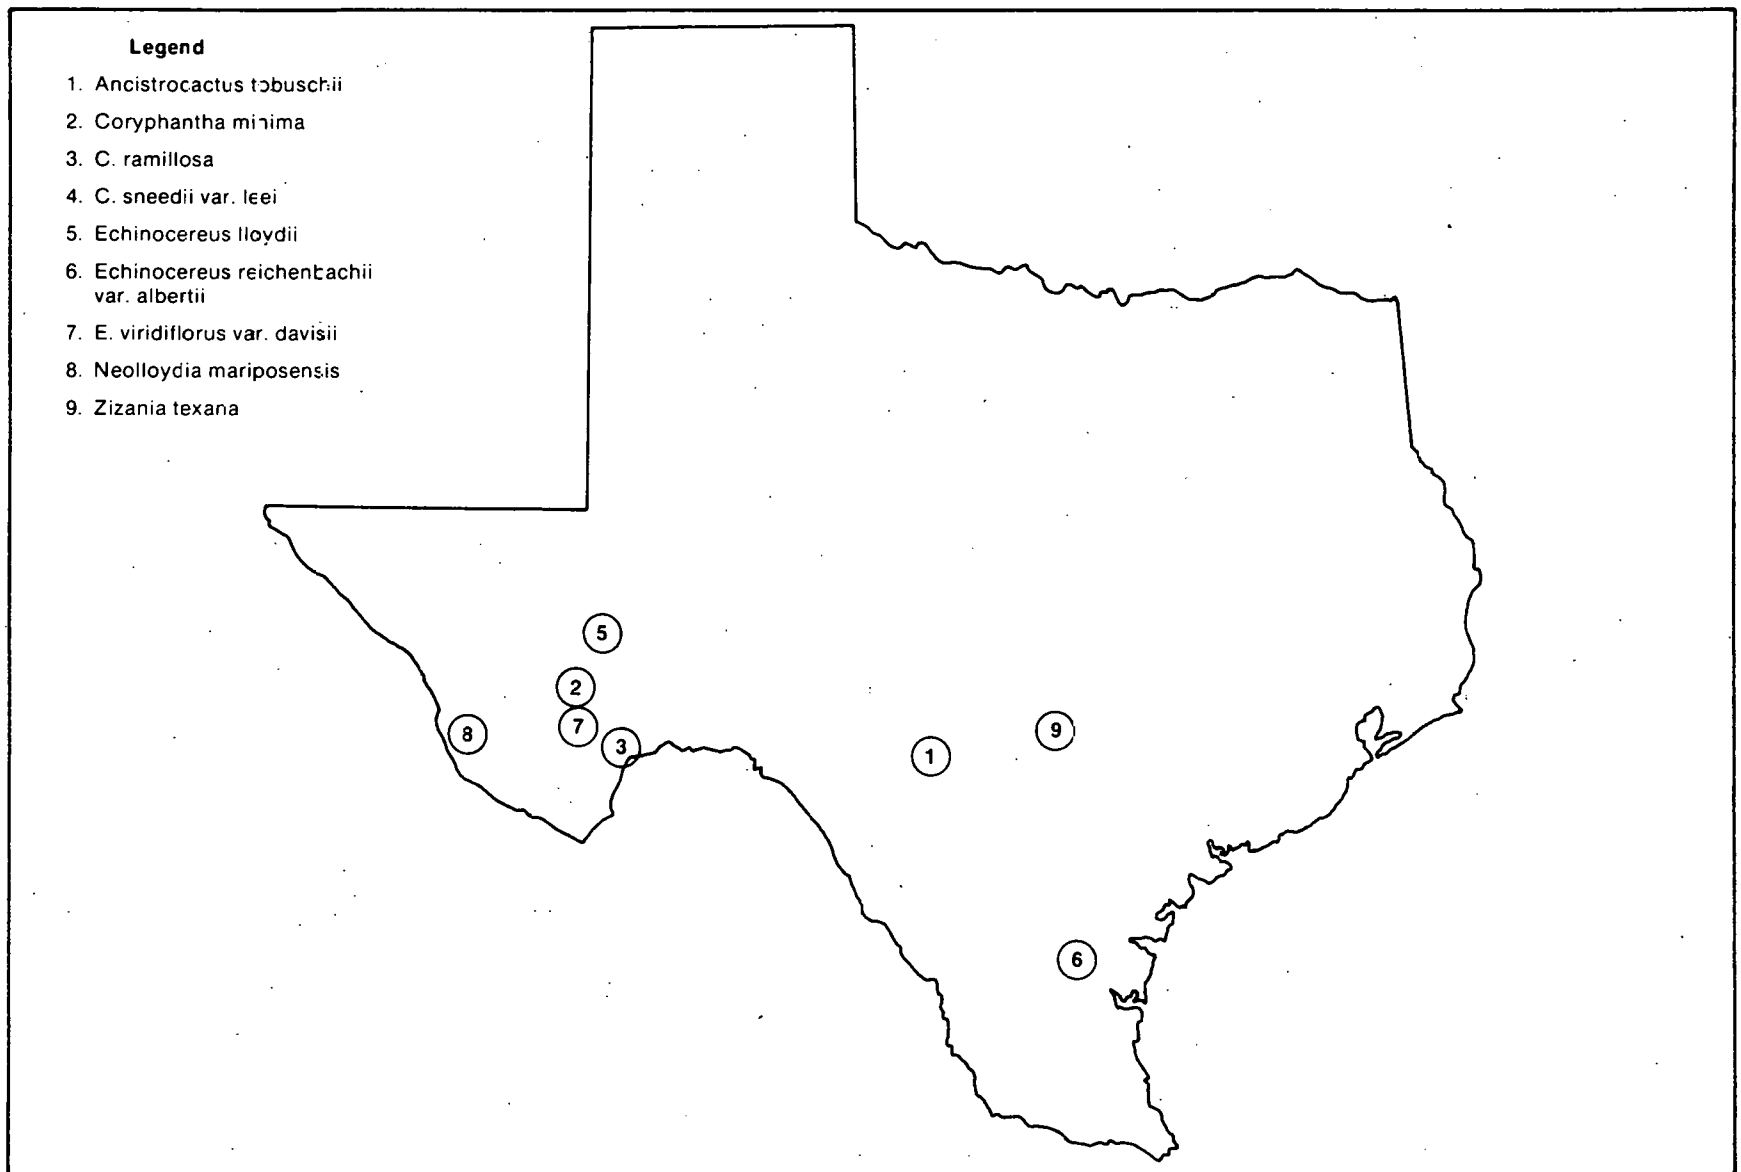 Legend
1. Ancistrocactus tobuschii
2. Coryphantha minima
3. C. ramillosa
4. C. sneedii var. leei
5. Echinocereus lloydii
6. Echinocereus reichenbachii
var. albertii
7. E. viridiflorus var. davisii
8. Neolloydia mariposensis
9. Zizania texana
5
2
7
8
3
1
9
6